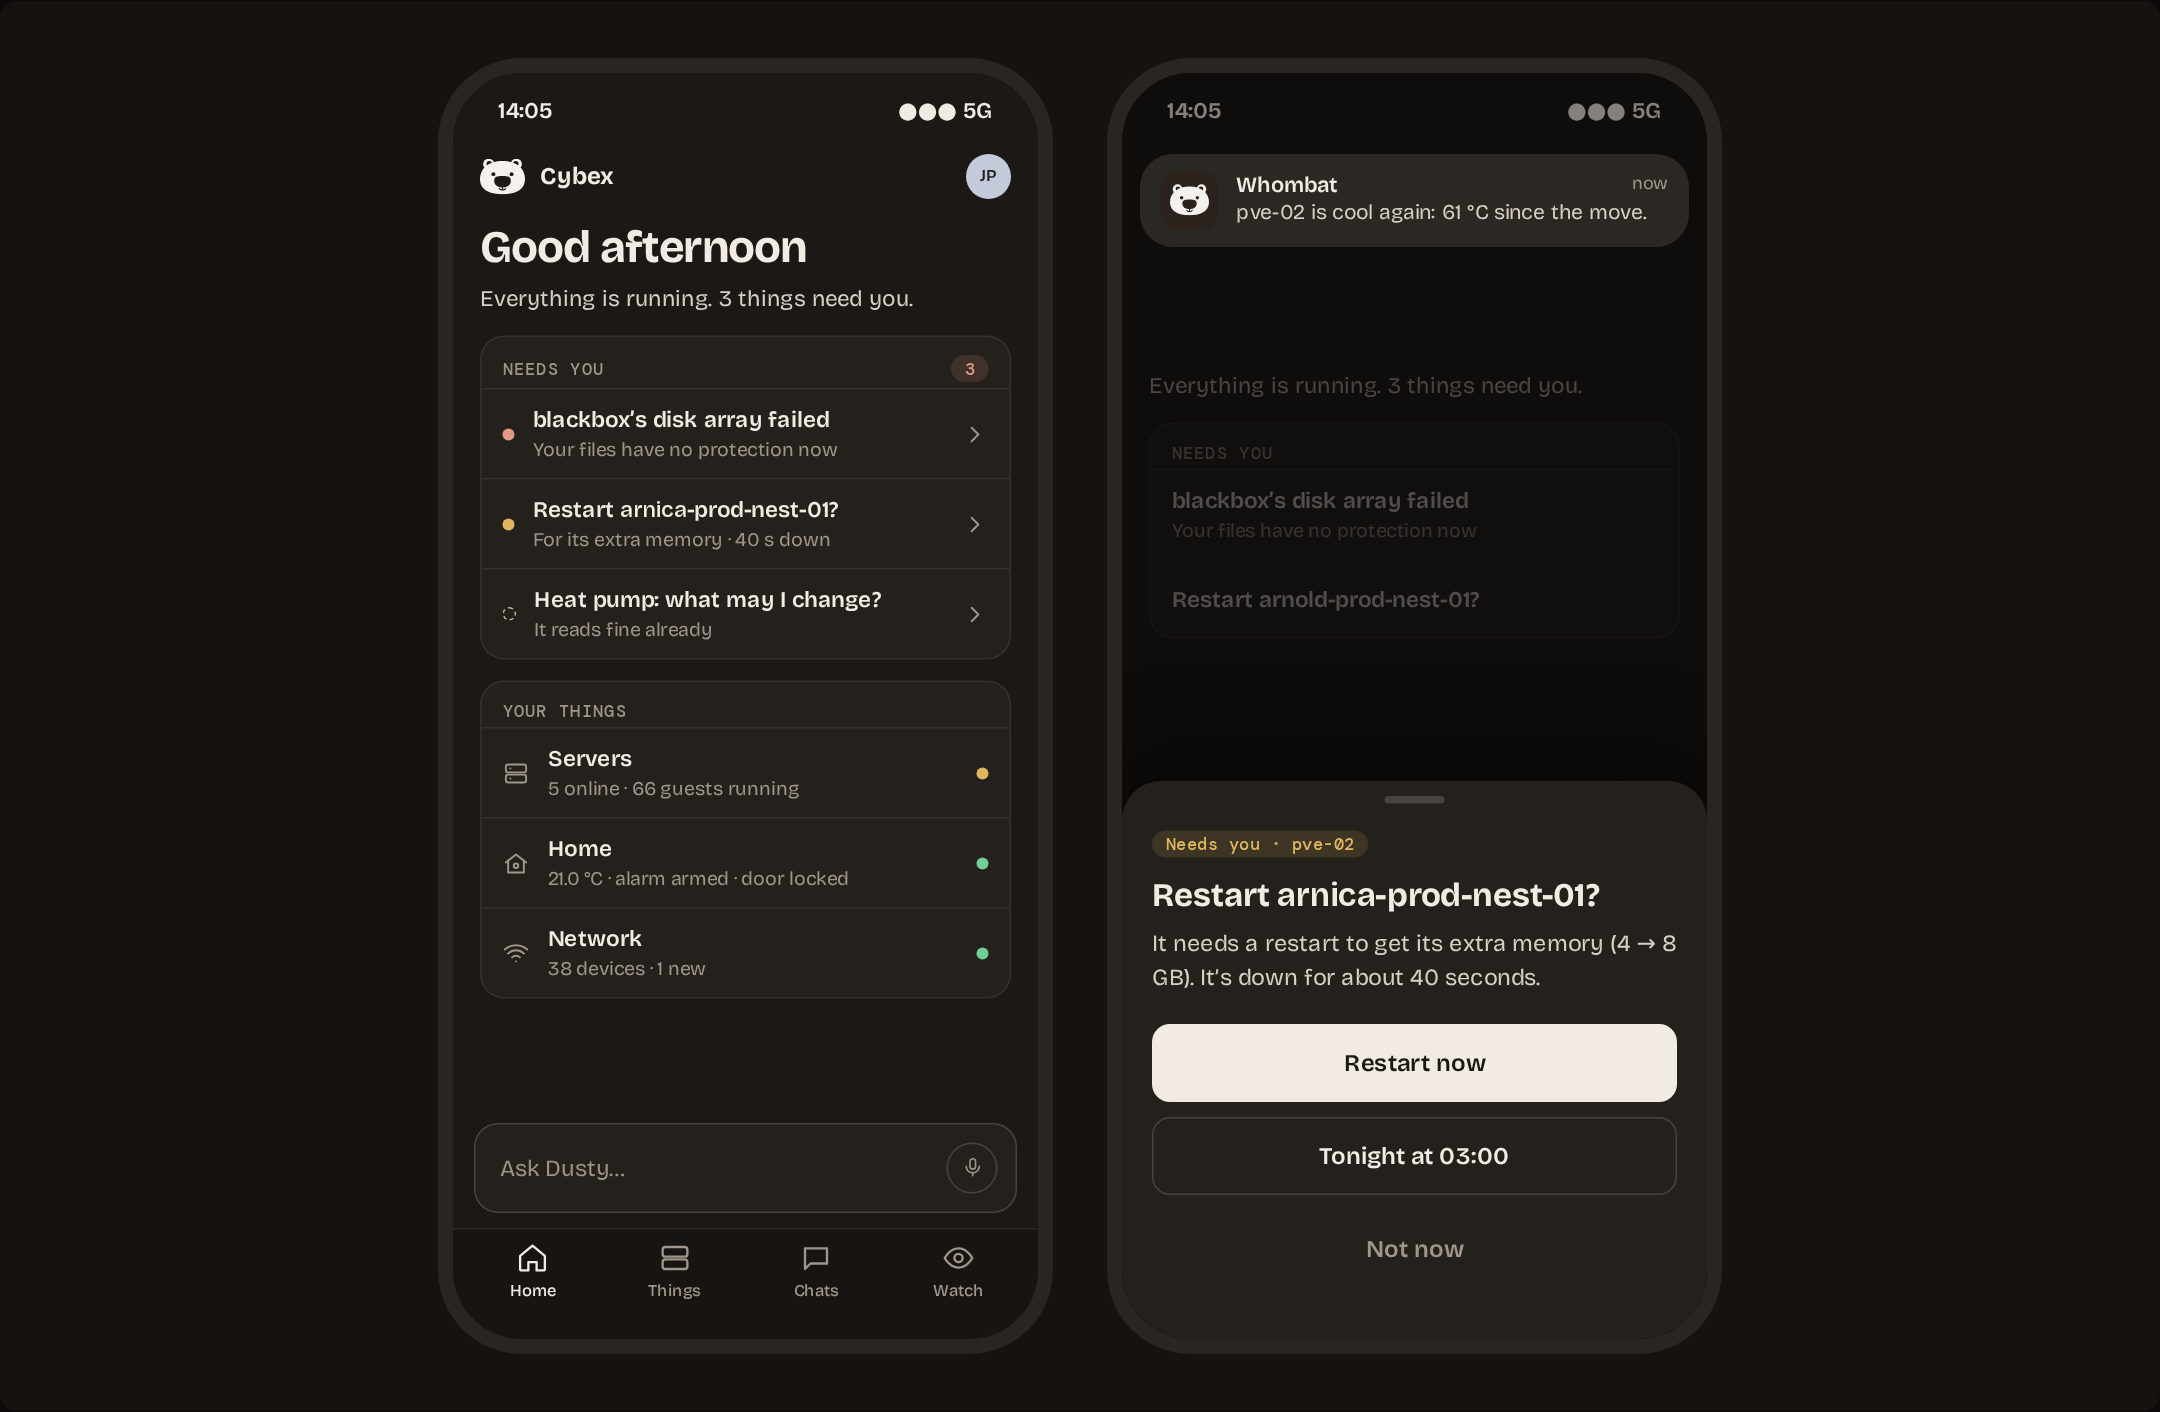 14:05
5G
Cybex
JP
Good afternoon
Everything is running. 3 things need you.
NEEDS YOU
3
blackbox's disk array failed
Your files have no protection now
Restart arnica-prod-nest-01?
For its extra memory · 40 s down
Heat pump: what may I change?
It reads fine already
YOUR THINGS
Servers
5 online · 66 guests running
Home
21.0 °C · alarm armed · door locked
Network
38 devices · 1 new
Ask Dusty...
Home
Things
Chats
Watch
14:05
5G
Whombat
now
pve-02 is cool again: 61 °C since the move.
Everything is running. 3 things need you.
NEEDS YOU
blackbox's disk array failed
Your files have no protection now
Restart arnold-prod-nest-01?
Needs you · pve-02
Restart arnica-prod-nest-01?
It needs a restart to get its extra memory (4 → 8
GB). It's down for about 40 seconds.
Restart now
Tonight at 03:00
Not now